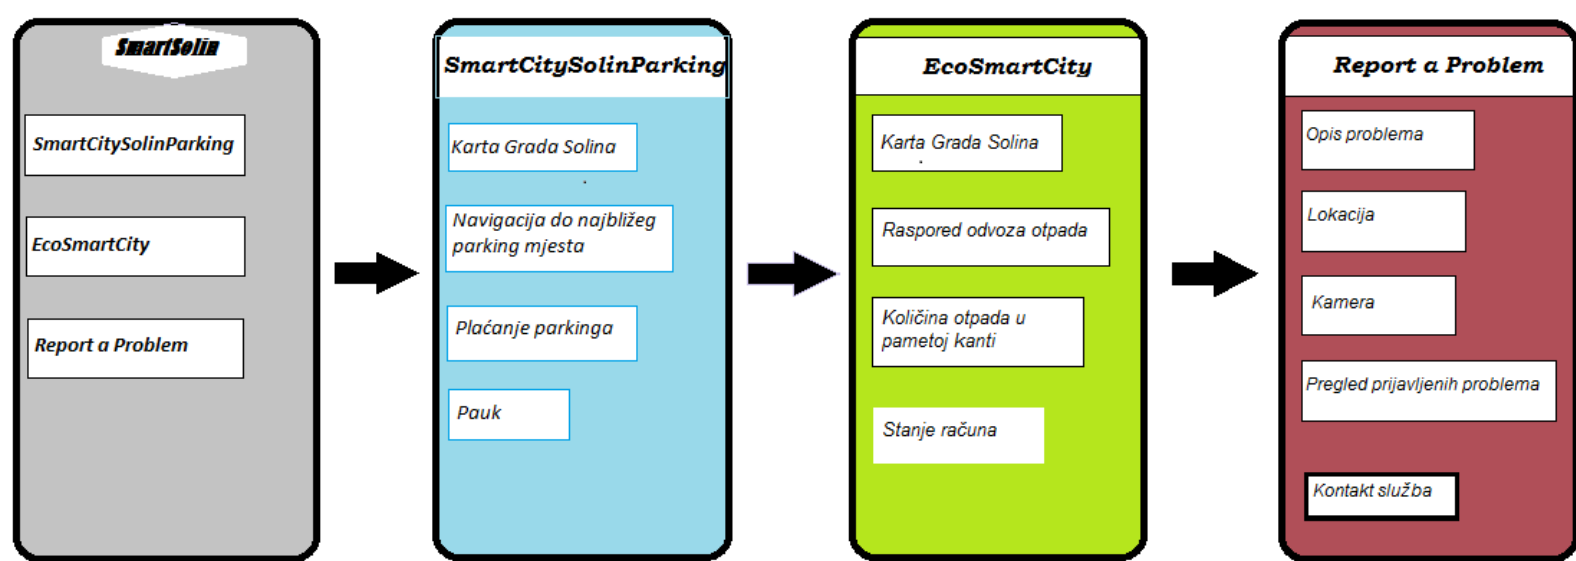 SmartSolin
SmartCitySolinParking
EcoSmartCity
Report a Problem
SmartCitySolinParking
Karta Grada Solina
Navigacija do najbližeg
parking mjesta
Plaćanje parkinga
Pauk
EcoSmartCity
Karta Grada Solina
Raspored odvoza otpada
Količina otpada u
pametoj kanti
Stanje računa
Report a Problem
Opis problema
Lokacija
Kamera
Pregled prijavljenih problema
Kontakt služba